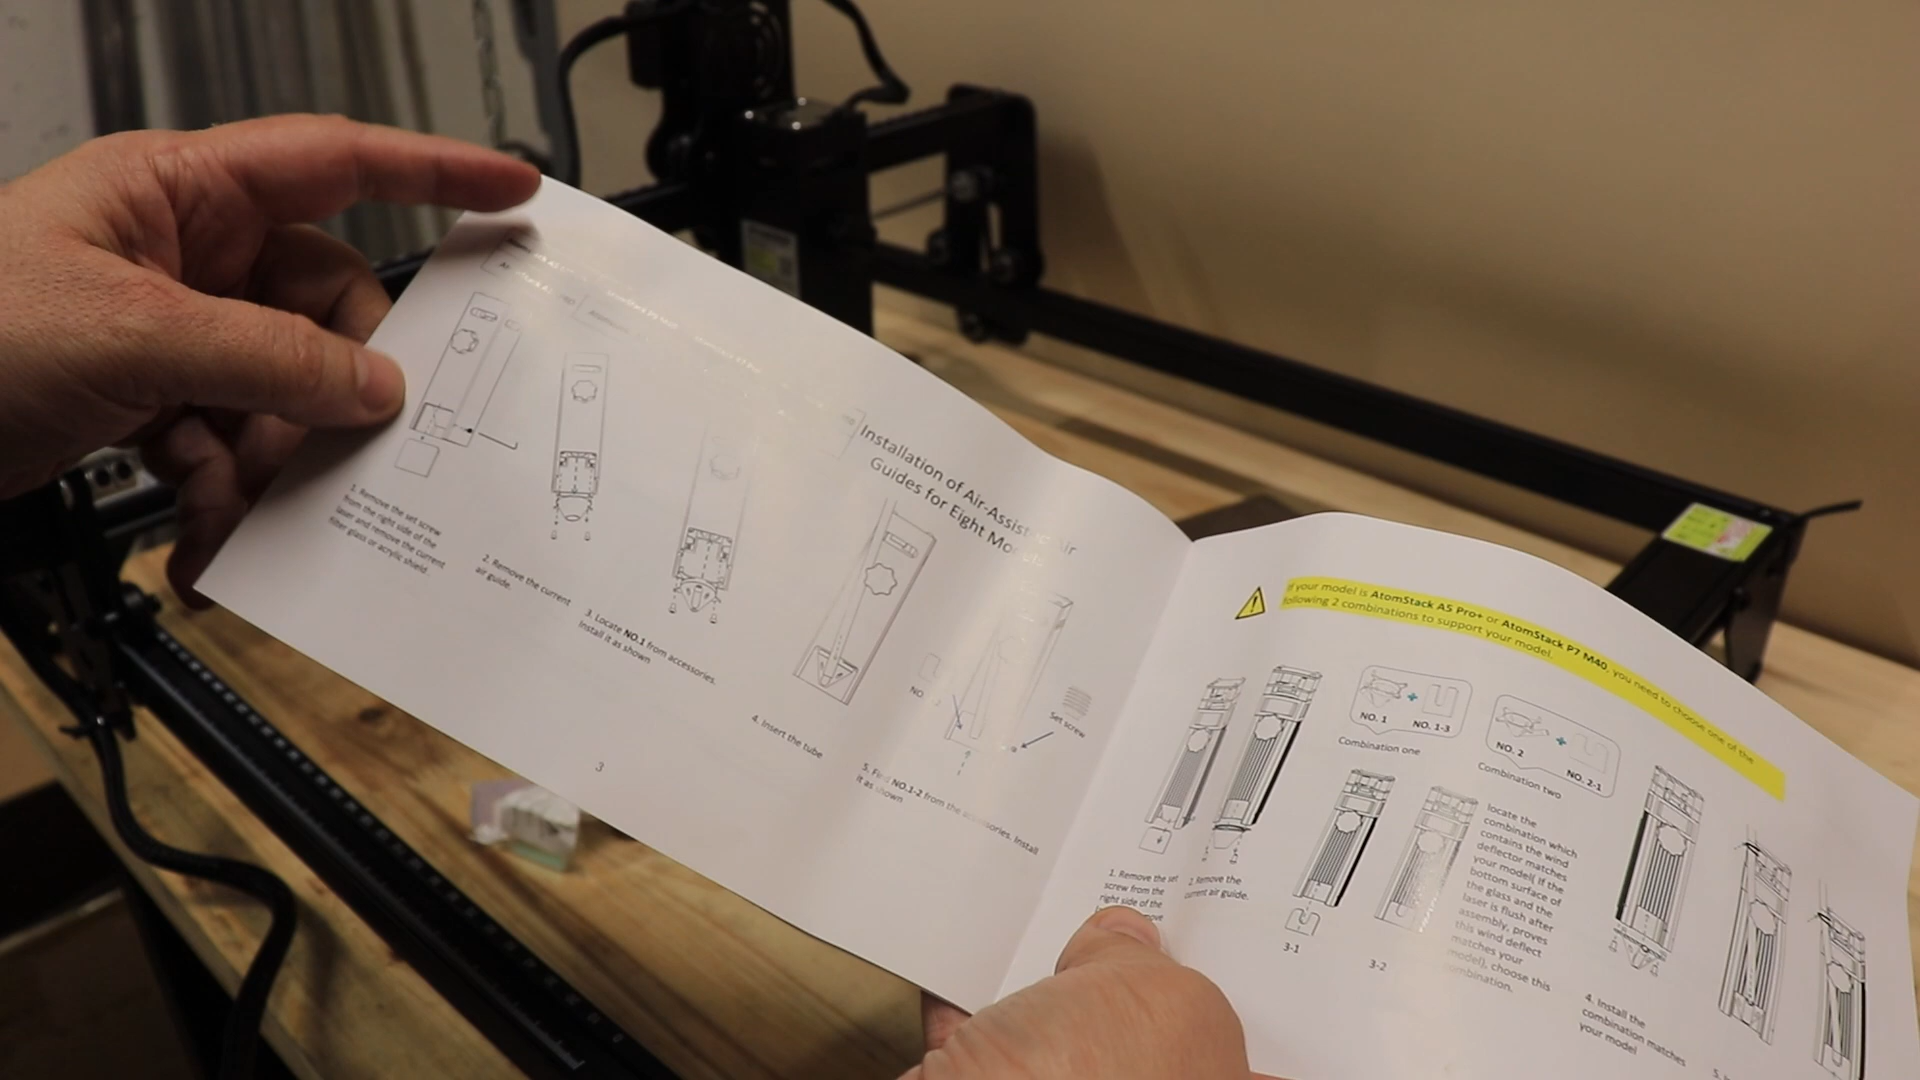 Installation of Air-Assist
Guides for Eight
1. Remove the set screw
from the right side of the
laser and remove the current
filter glass or acrylic shield
2. Remove the current
air guide.
3. Locate NO.1 from accessories.
Install it as shown
4. Insert the tube
NO
Set screw
5. NO.1-2 from the Install
it as shown
3
If your model is AtomStack A5 Pro+ or AtomStack P7 M40, you need to choose one of the
following 2 combinations to support your model.
NO. 1 + NO. 1-3
Combination one
NO. 2 + NO. 2-1
Combination two
1. Remove the set
screw from the
right side of the
2. Remove the
current air guide.
3-1
3-2
locate the
combination which
contains the wind
deflector matches
your model( If the
bottom surface of
the glass and the
laser is flush after
assembly, proves
this wind deflect
matches your
model), choose this
combination.
4. Install the
combination matches
your model
5.